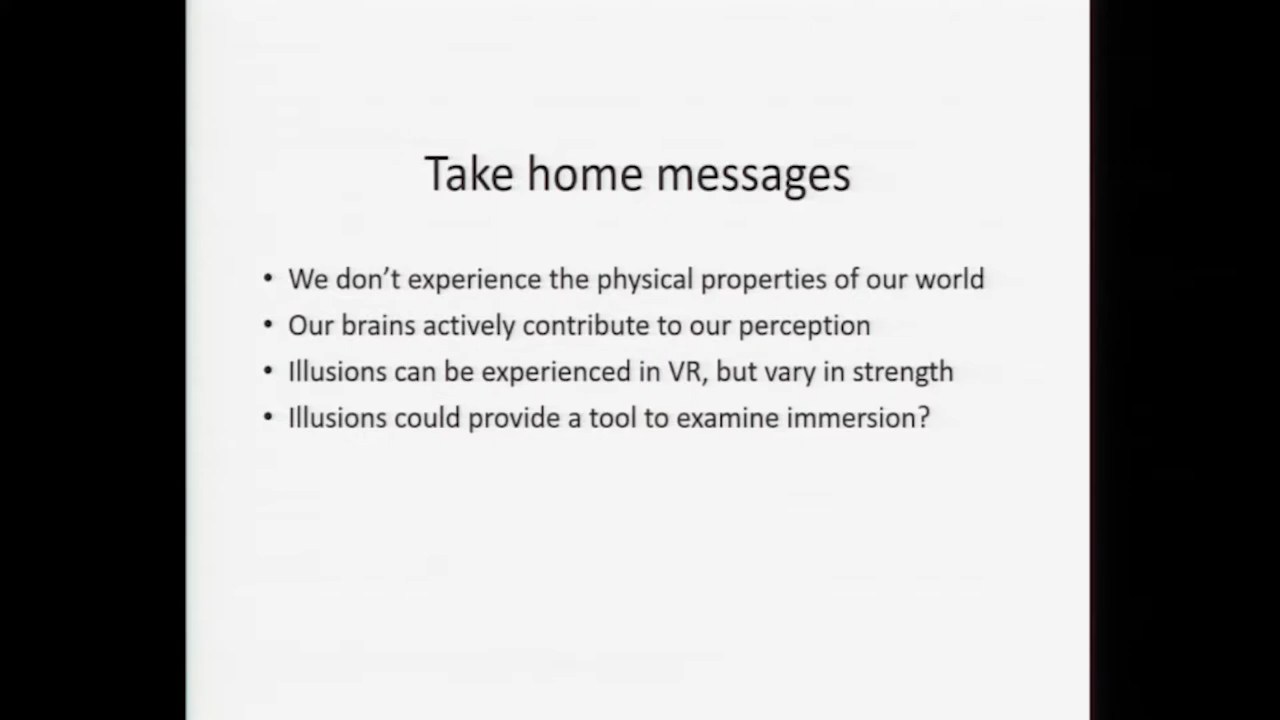 Take home messages
• We don't experience the physical properties of our world
• Our brains actively contribute to our perception
• Illusions can be experienced in VR, but vary in strength
• Illusions could provide a tool to examine immersion?